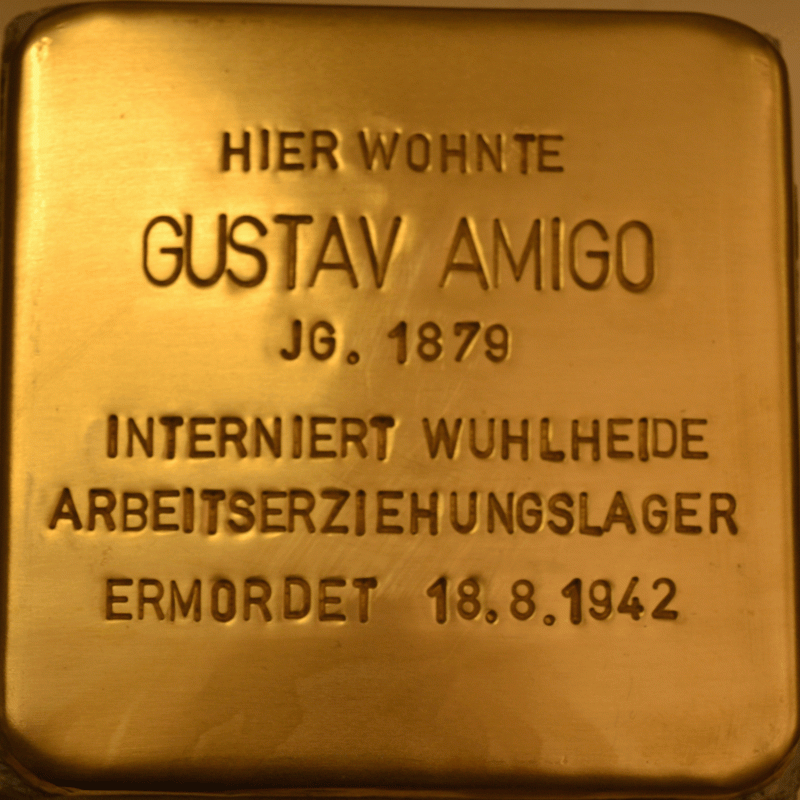 HIER WOHNTE
GUSTAV AMIGO
JG. 1879
INTERNIERT WUHLHEIDE
ARBEITSERZIEHUNGSLAGER
ERMORDET 18.8.1942